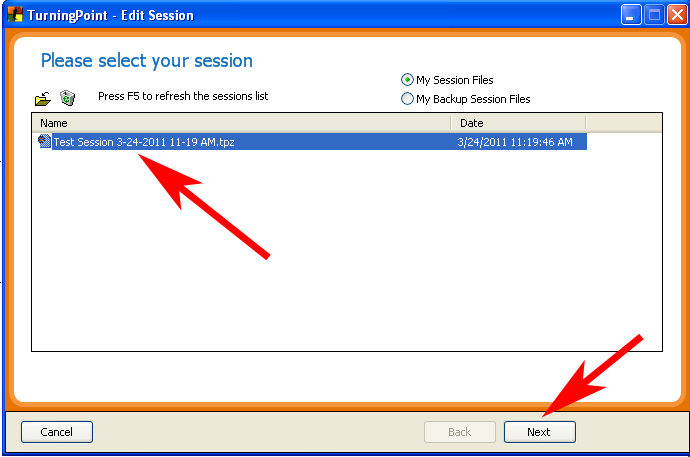 TurningPoint - Edit Session
Please select your session
My Session Files
Press F5 to refresh the sessions list
My Backup Session Files
Name Date
Test Session 3-24-2011 11-19 AM.tpz 3/24/2011 11:19:46 AM
Cancel Back Next